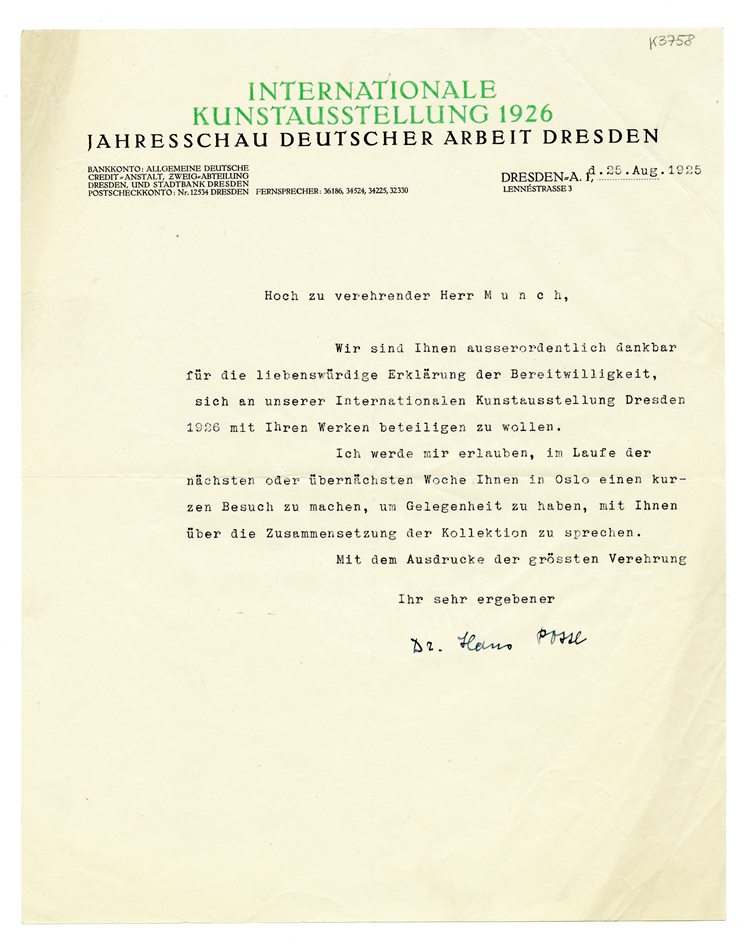 K3758
INTERNATIONALE
KUNSTAUSSTELLUNG 1926
JAHRESSCHAU DEUTSCHER ARBEIT DRESDEN
BANKKONTO: ALLGEMEINE DEUTSCHE
CREDIT-ANSTALT, ZWEIG-ABTEILUNG
DRESDEN, UND STADTBANK DRESDEN
POSTSCHECKKONTO: Nr. 12534 DRESDEN FERNSPRECHER: 36186, 34524, 34225, 32330
DRESDEN-A. 1, d.25.Aug.1925
LENNÉSTRASSE 3
Hoch zu verehrender Herr M u n c h,
Wir sind Ihnen ausserordentlich dankbar
für die liebenswürdige Erklärung der Bereitwilligkeit,
sich an unserer Internationalen Kunstausstellung Dresden
1926 mit Ihren Werken beteiligen zu wollen.
Ich werde mir erlauben, im Laufe der
nächsten oder übernächsten Woche Ihnen in Oslo einen kur-
zen Besuch zu machen, um Gelegenheit zu haben, mit Ihnen
über die Zusammensetzung der Kollektion zu sprechen.
Mit dem Ausdrucke der grössten Verehrung
Ihr sehr ergebener
Dr. Hans Posse